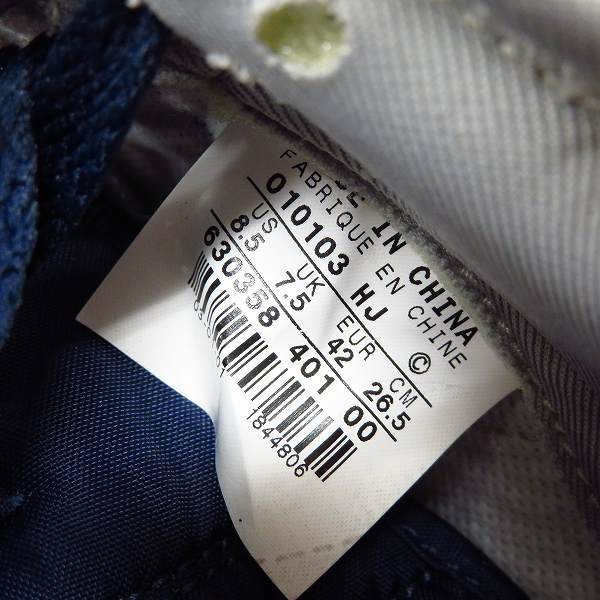 IN CHINA
FABRIQUE EN CHINE
010103 HJ ©
US UK EUR CM
8.5 7.5 42 26.5
630358 401 00
1844806